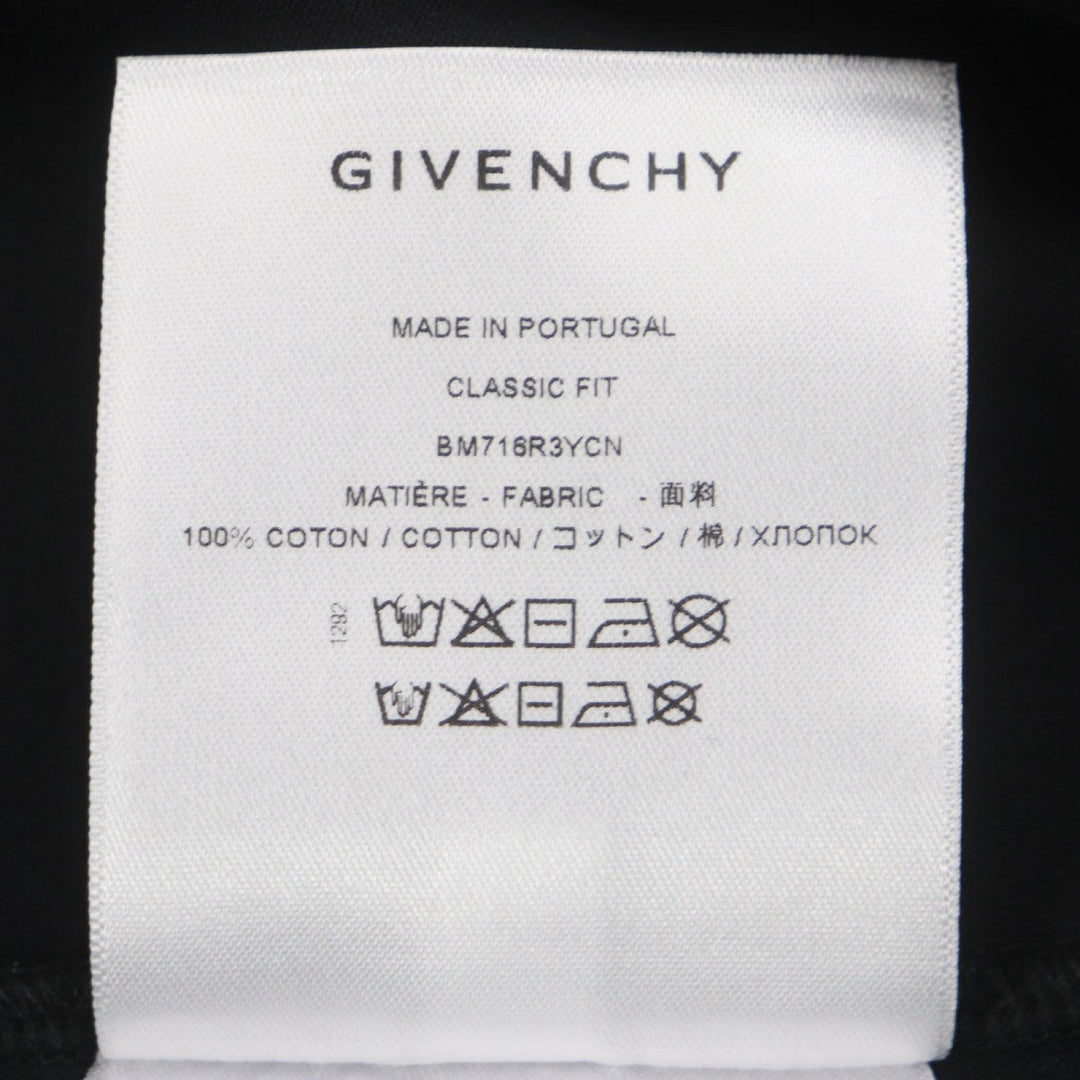 GIVENCHY
MADE IN PORTUGAL
CLASSIC FIT
BM716R3YCN
MATIÈRE - FABRIC - 面料
100% COTON / COTTON / コットン / 棉 / ХЛОПОК
1292